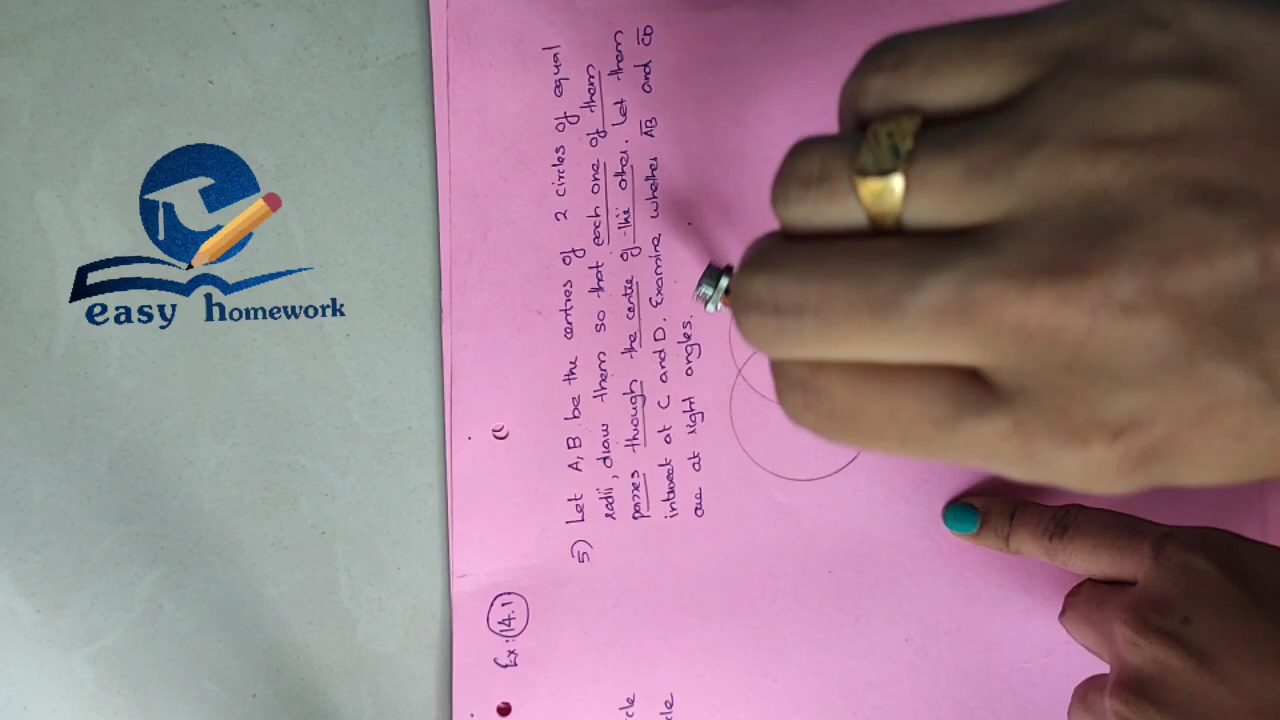 easy homework
Ex: 14.1
5) Let A, B be the centres of 2 circles of equal
radii, draw them so that each one of them
passes through the centre of the other. Let them
intersect at C and D. Examine whether AB and CD
are at right angles.
cle
cle